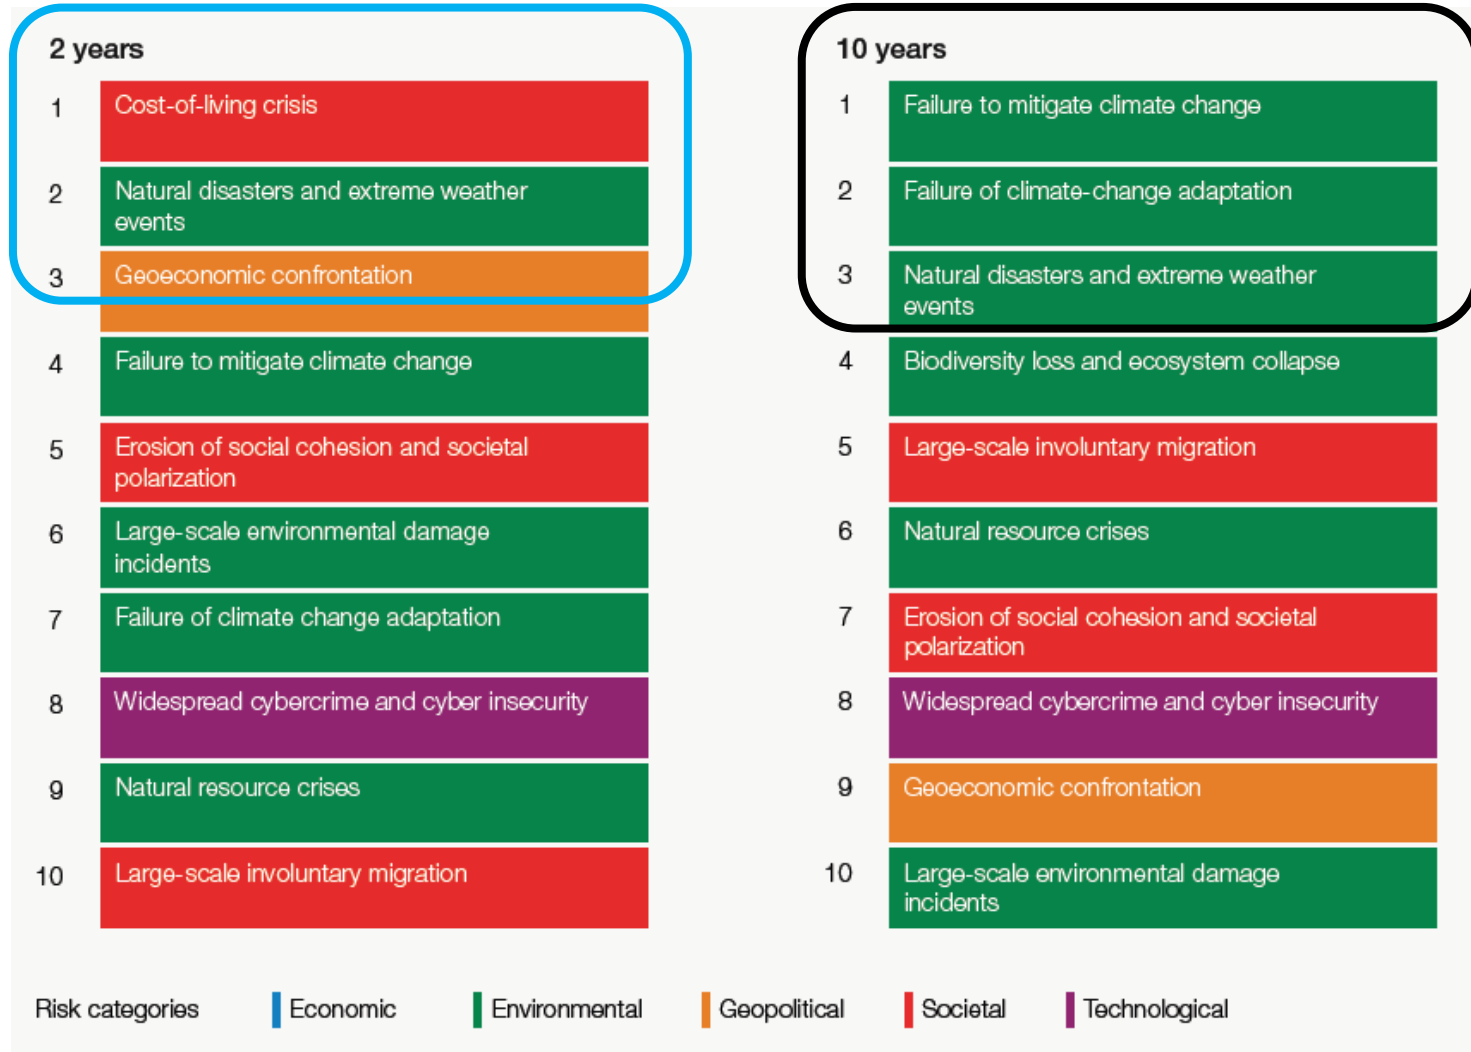 2 years
1 Cost-of-living crisis
2 Natural disasters and extreme weather
events
3 Geoeconomic confrontation
4 Failure to mitigate climate change
5 Erosion of social cohesion and societal
polarization
6 Large-scale environmental damage
incidents
7 Failure of climate change adaptation
8 Widespread cybercrime and cyber insecurity
9 Natural resource crises
10 Large-scale involuntary migration
10 years
1 Failure to mitigate climate change
2 Failure of climate-change adaptation
3 Natural disasters and extreme weather
events
4 Biodiversity loss and ecosystem collapse
5 Large-scale involuntary migration
6 Natural resource crises
7 Erosion of social cohesion and societal
polarization
8 Widespread cybercrime and cyber insecurity
9 Geoeconomic confrontation
10 Large-scale environmental damage
incidents
Risk categories Economic Environmental Geopolitical Societal Technological